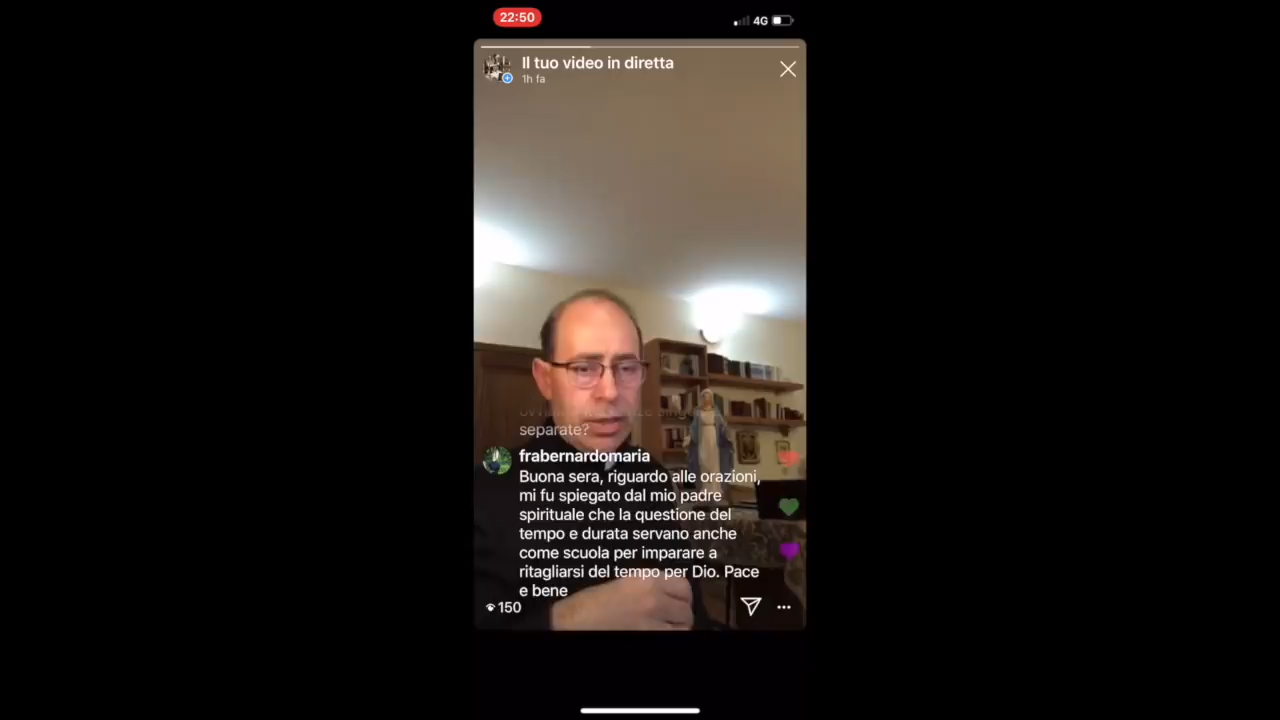 22:50
4G
Il tuo video in diretta
1h fa
separate?
frabernardomaria
Buona sera, riguardo alle orazioni,
mi fu spiegato dal mio padre
spirituale che la questione del
tempo e durata servano anche
come scuola per imparare a
ritagliarsi del tempo per Dio. Pace
e bene
150